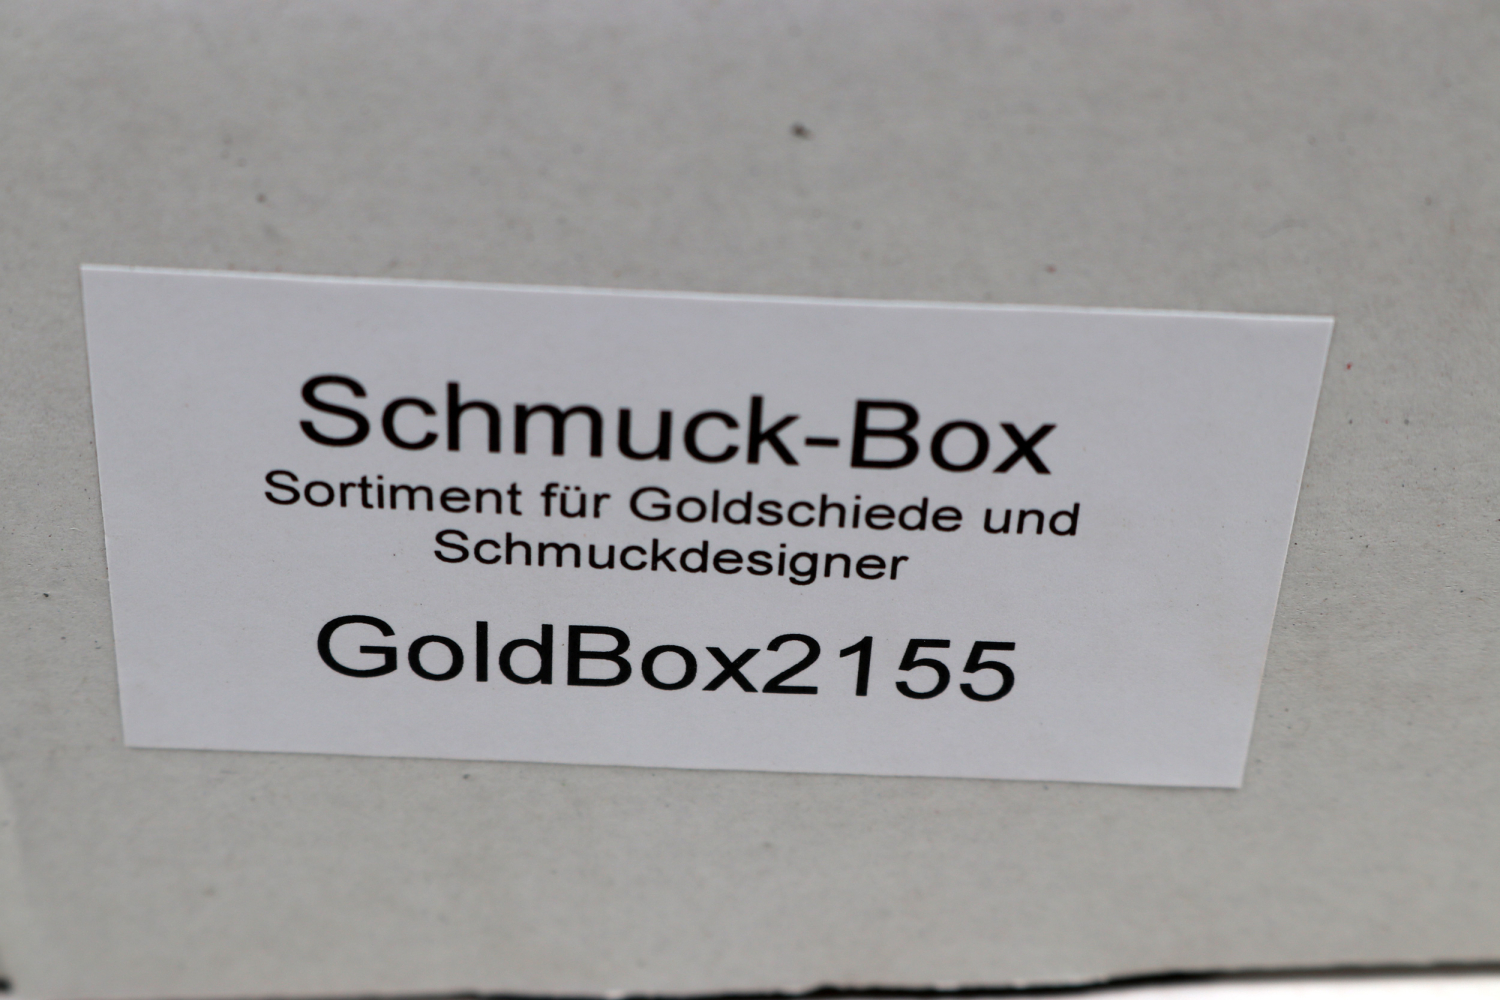 Schmuck-Box
Sortiment für Goldschiede und
Schmuckdesigner
GoldBox2155